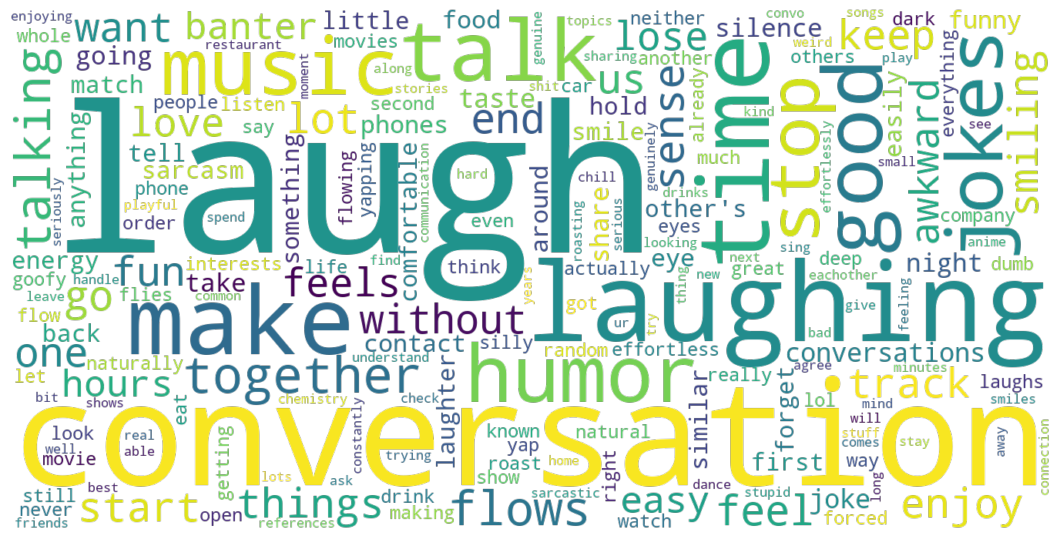 want
banter
little
food
topics
convo
songs
enjoying
whole
going
restaurant
movies
talk
genuine
sharing
neither
lose
silence
dark
funny
match
music
moment
along
stories
another
us
keep
others
weird
play
everything
people
listen
lot
second
taste
shit
car
hold
already
time
stop
kind
good
easily
see
jokes
smiling
talking
love
say
phones
end
smile
sense
much
genuinely
effortlessly
small
awkward
anything
tell
sarcasm
something
flowing
yapping
comfortable
communication
hard
chill
drinks
company
seriously
phone
playful
order
spend
laugh
even
around
roasting
serious
share
other's
eyes
looking
sing
anime
energy
interests
life
find
think
actually
eye
thing
new
next
great
deep
eachother
night
dumb
goofy
handle
fun
take
feels
years
got
try
ur
bad
give
feeling
leave
go
flies
common
without
laughing
flow
back
make
contact
silly
random
effortless
conversations
one
naturally
understand
humor
really
agree
minutes
let
hours
together
laughter
similar
forget
track
laughs
bit
shows
eat
chemistry
check
lol
mind
will
smiles
look
well
real
able
conversation
constantly
trying
known
yap
natural
first
comes
stuff
stay
away
connection
movie
getting
lots
ask
roast
show
home
right
dance
way
long
still
best
start
things
drink
flows
sarcastic
easy
stupid
feel
joke
enjoy
never
friends
open
references
making
watch
forced